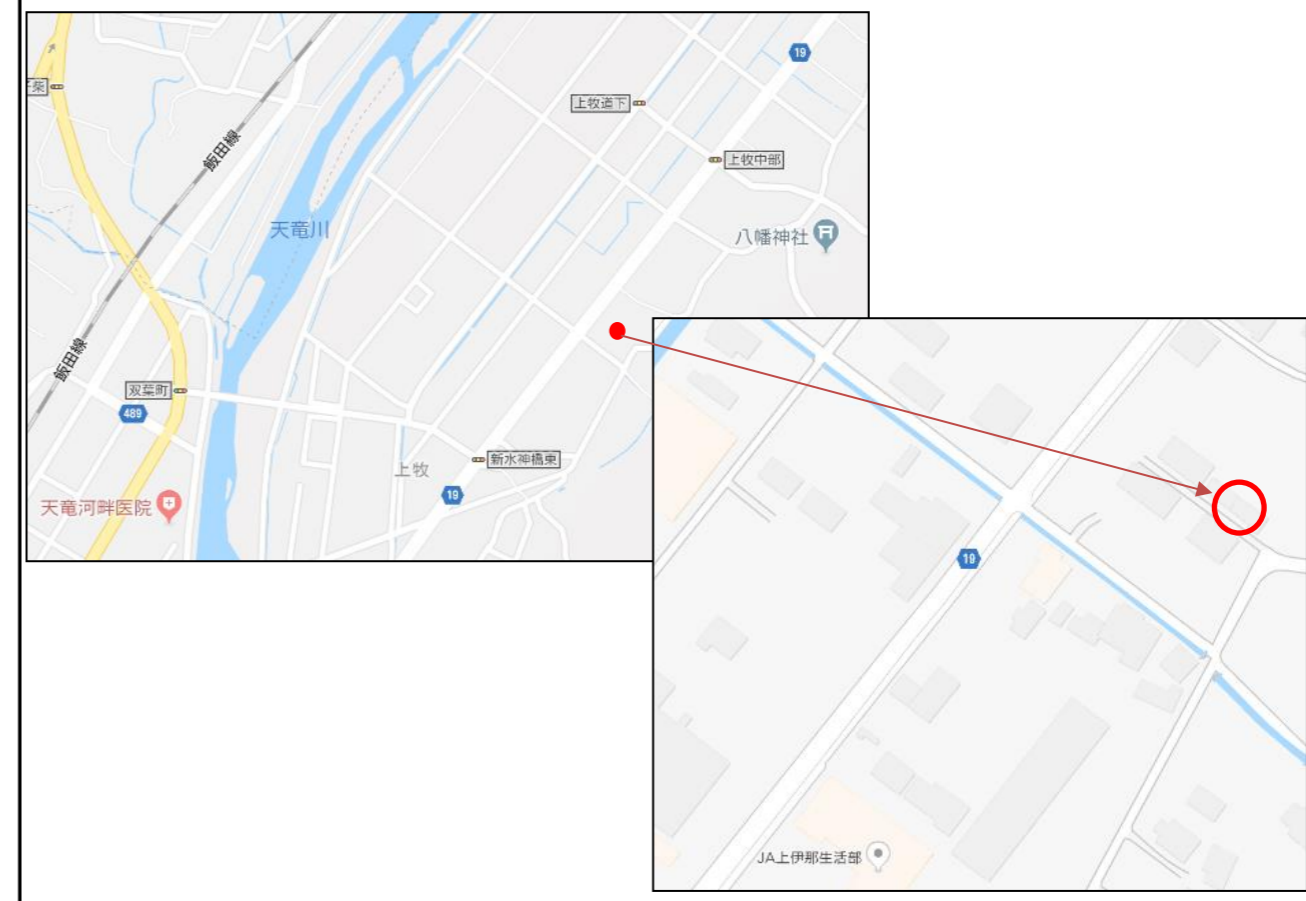 19
柴
上牧道下
上牧中部
飯田線
天竜川
八幡神社
飯田線
双葉町
489
上牧
新水神橋東
19
天竜河畔医院
19
JA上伊那生活部